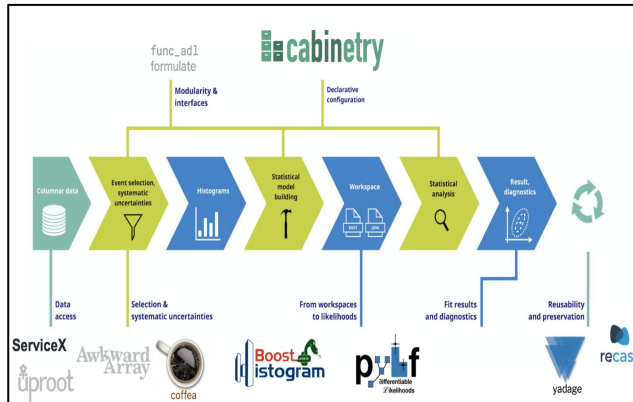 func_adl
formulate
cabinetry
Modularity &
interfaces
Declarative
configuration
Columnar data
Event selection,
systematic
uncertainties
Histograms
Statistical
model
building
Workspace
ROOT
JSON
Statistical
analysis
Result,
diagnostics
Data
access
Selection &
systematic uncertainties
From workspaces
to likelihoods
Fit results
and diagnostics
Reusability
and preservation
ServiceX
uproot
Awkward
Array
coffea
Boost
Histogram
pyhf
differentiable
Likelihoods
yadage
recas